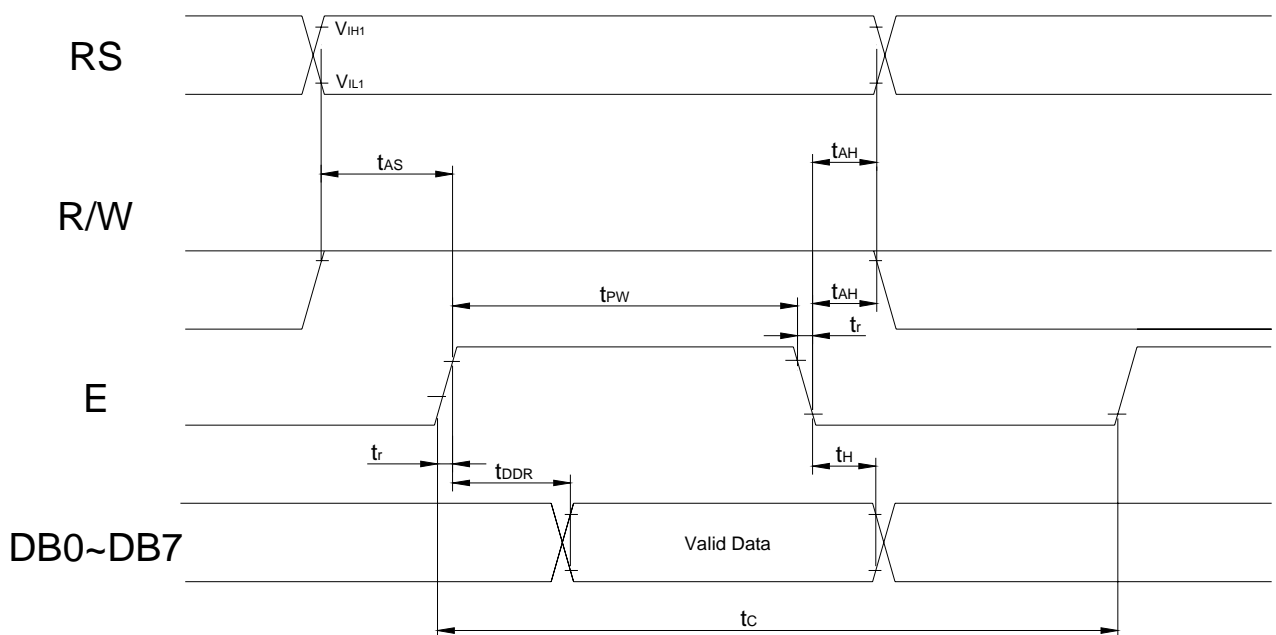 RS
VIH1
VIL1
tAS
tAH
R/W
tPW
tAH
tr
E
tr
tDDR
tH
DB0~DB7
Valid Data
tC